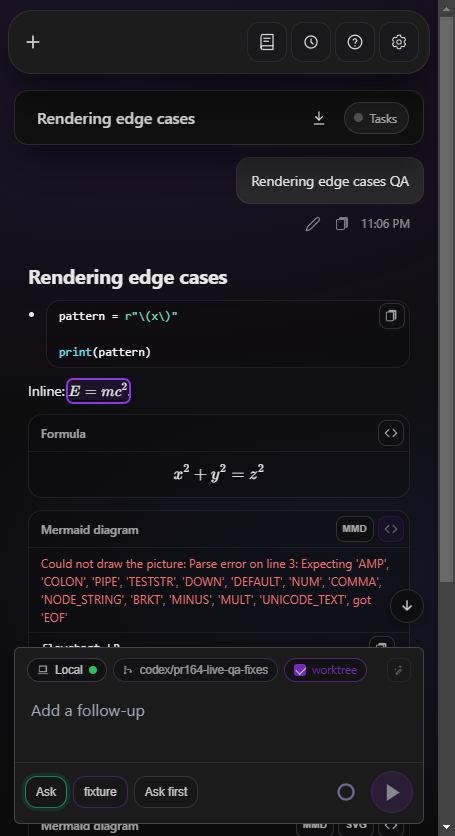 Rendering edge cases
Tasks
Rendering edge cases QA
11:06 PM
Rendering edge cases
pattern = r"\(x\)"
print(pattern)
Inline: E = mc².
Formula
<>
x² + y² = z²
Mermaid diagram
MMD
<>
Could not draw the picture: Parse error on line 3: Expecting 'AMP',
'COLON', 'PIPE', 'TESTSTR', 'DOWN', 'DEFAULT', 'NUM', 'COMMA',
'NODE_STRING', 'BRKT', 'MINUS', 'MULT', 'UNICODE_TEXT', got
'EOF'
Local
codex/pr164-live-qa-fixes
worktree
Add a follow-up
Ask
fixture
Ask first
Mermaid diagram
MMD
SVG